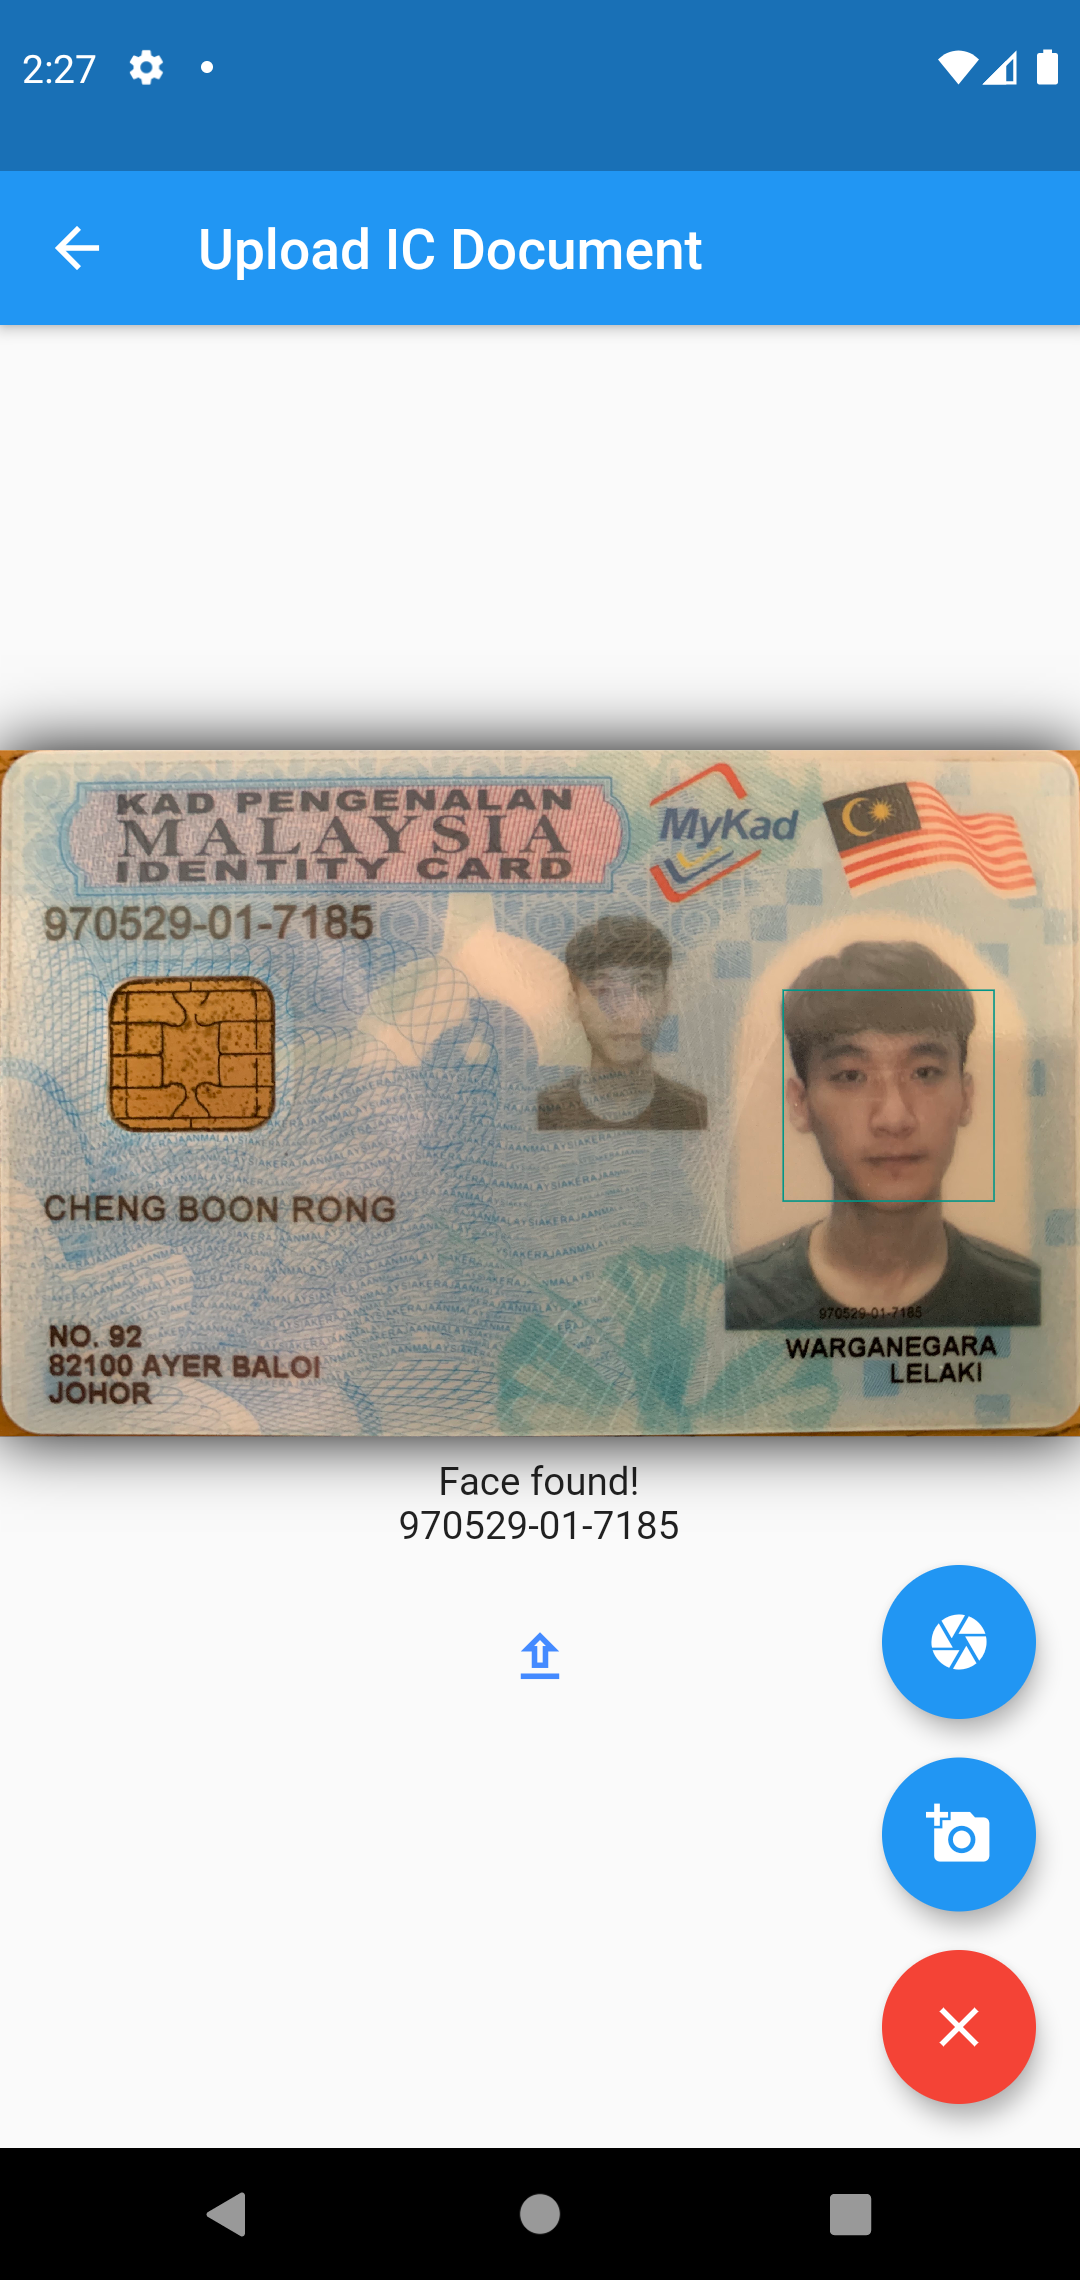 2:27
Upload IC Document
KAD PENGENALAN
MALAYSIA
IDENTITY CARD
MyKad
970529-01-7185
CHENG BOON RONG
NO. 92
82100 AYER BALOI
JOHOR
970529-01-7185
WARGANEGARA
LELAKI
Face found!
970529-01-7185